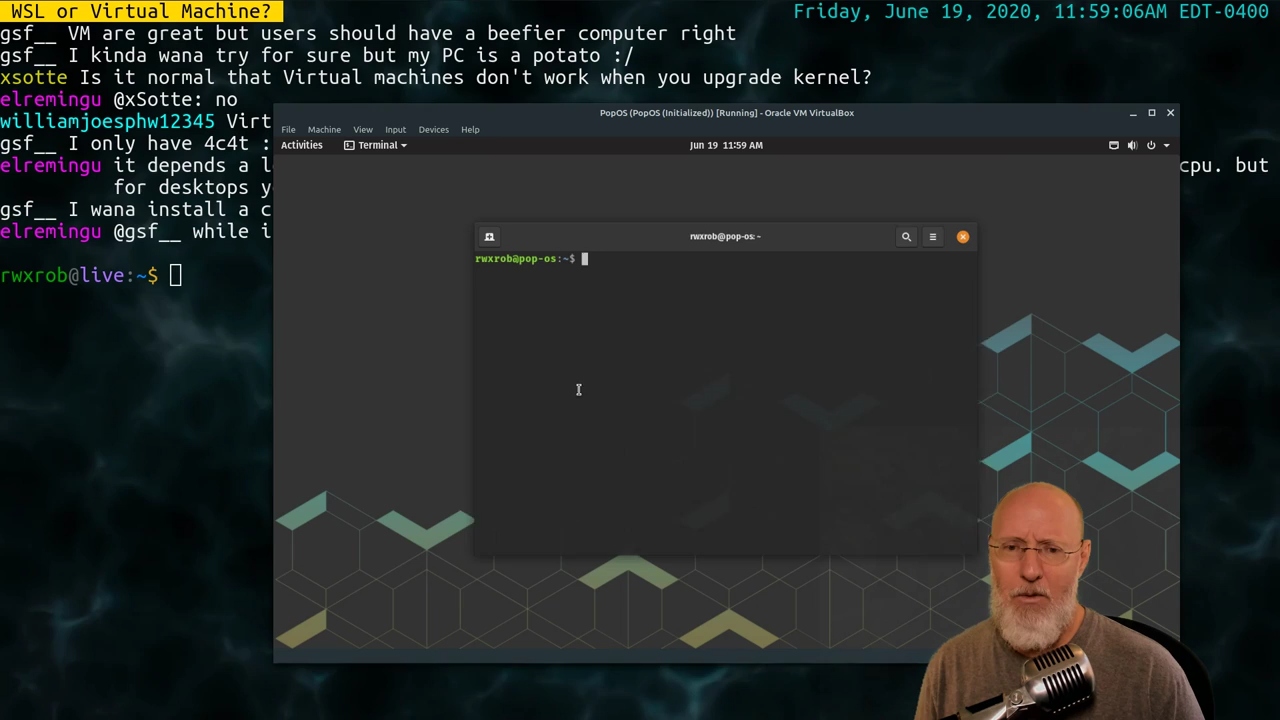 WSL or Virtual Machine?
Friday, June 19, 2020, 11:59:06AM EDT-0400
gsf__ VM are great but users should have a beefier computer right
gsf__ I kinda wana try for sure but my PC is a potato :/
xsotte Is it normal that Virtual machines don't work when you upgrade kernel?
elremingu @xSotte: no
williamjoesphw12345 Virt
gsf__ I only have 4c4t :
elremingu it depends a l
cpu. but
for desktops y
gsf__ I wana install a c
elremingu @gsf__ while i
rwxrob@live:~$
PopOS (PopOS (Initialized)) [Running] - Oracle VM VirtualBox
File Machine View Input Devices Help
Activities Terminal Jun 19 11:59 AM
rwxrob@pop-os: ~
rwxrob@pop-os:~$